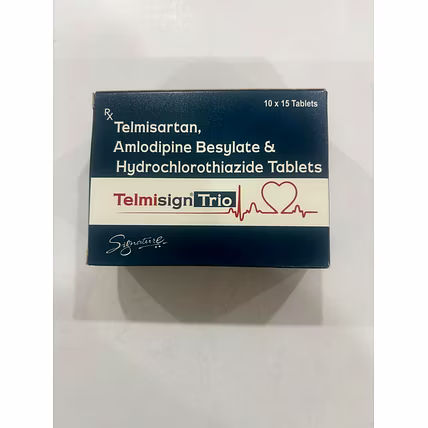 10 x 15 Tablets
Rx
Telmisartan,
Amlodipine Besylate &
Hydrochlorothiazide Tablets
Telmisign® Trio
Signature